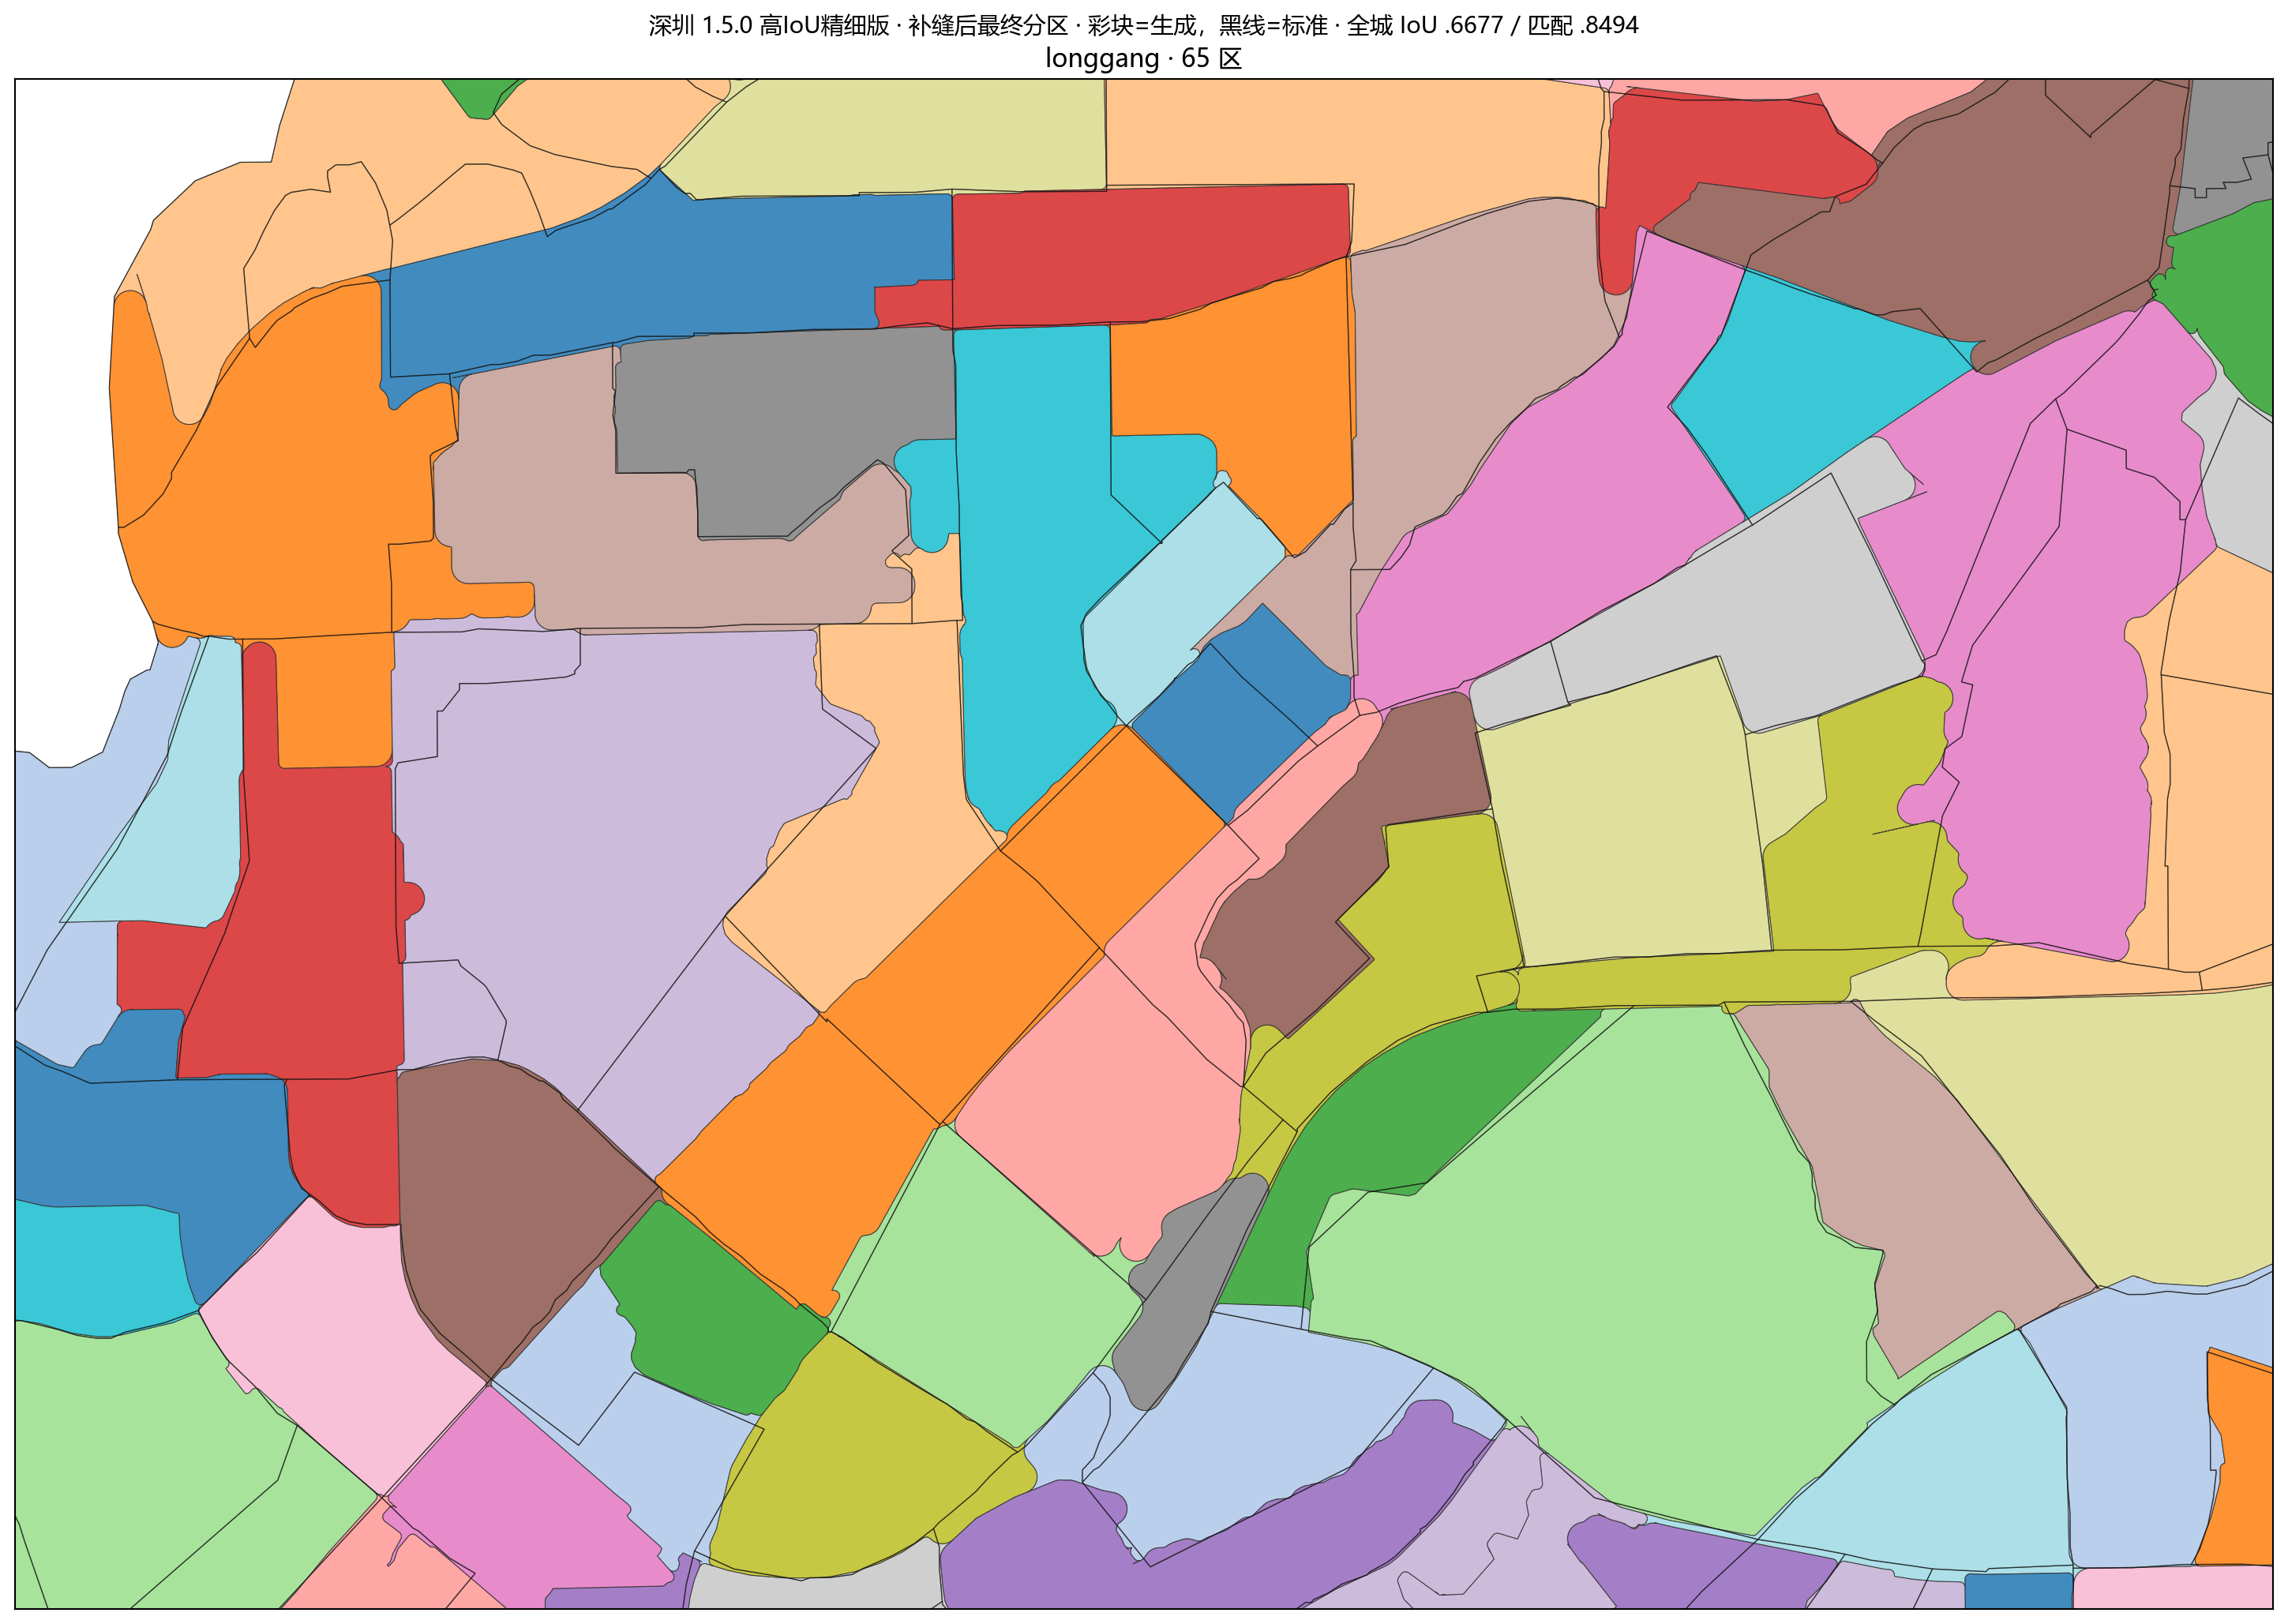 深圳 1.5.0 高IoU精细版 · 补缝后最终分区 · 彩块=生成，黑线=标准 · 全城 IoU .6677 / 匹配 .8494
longgang · 65 区